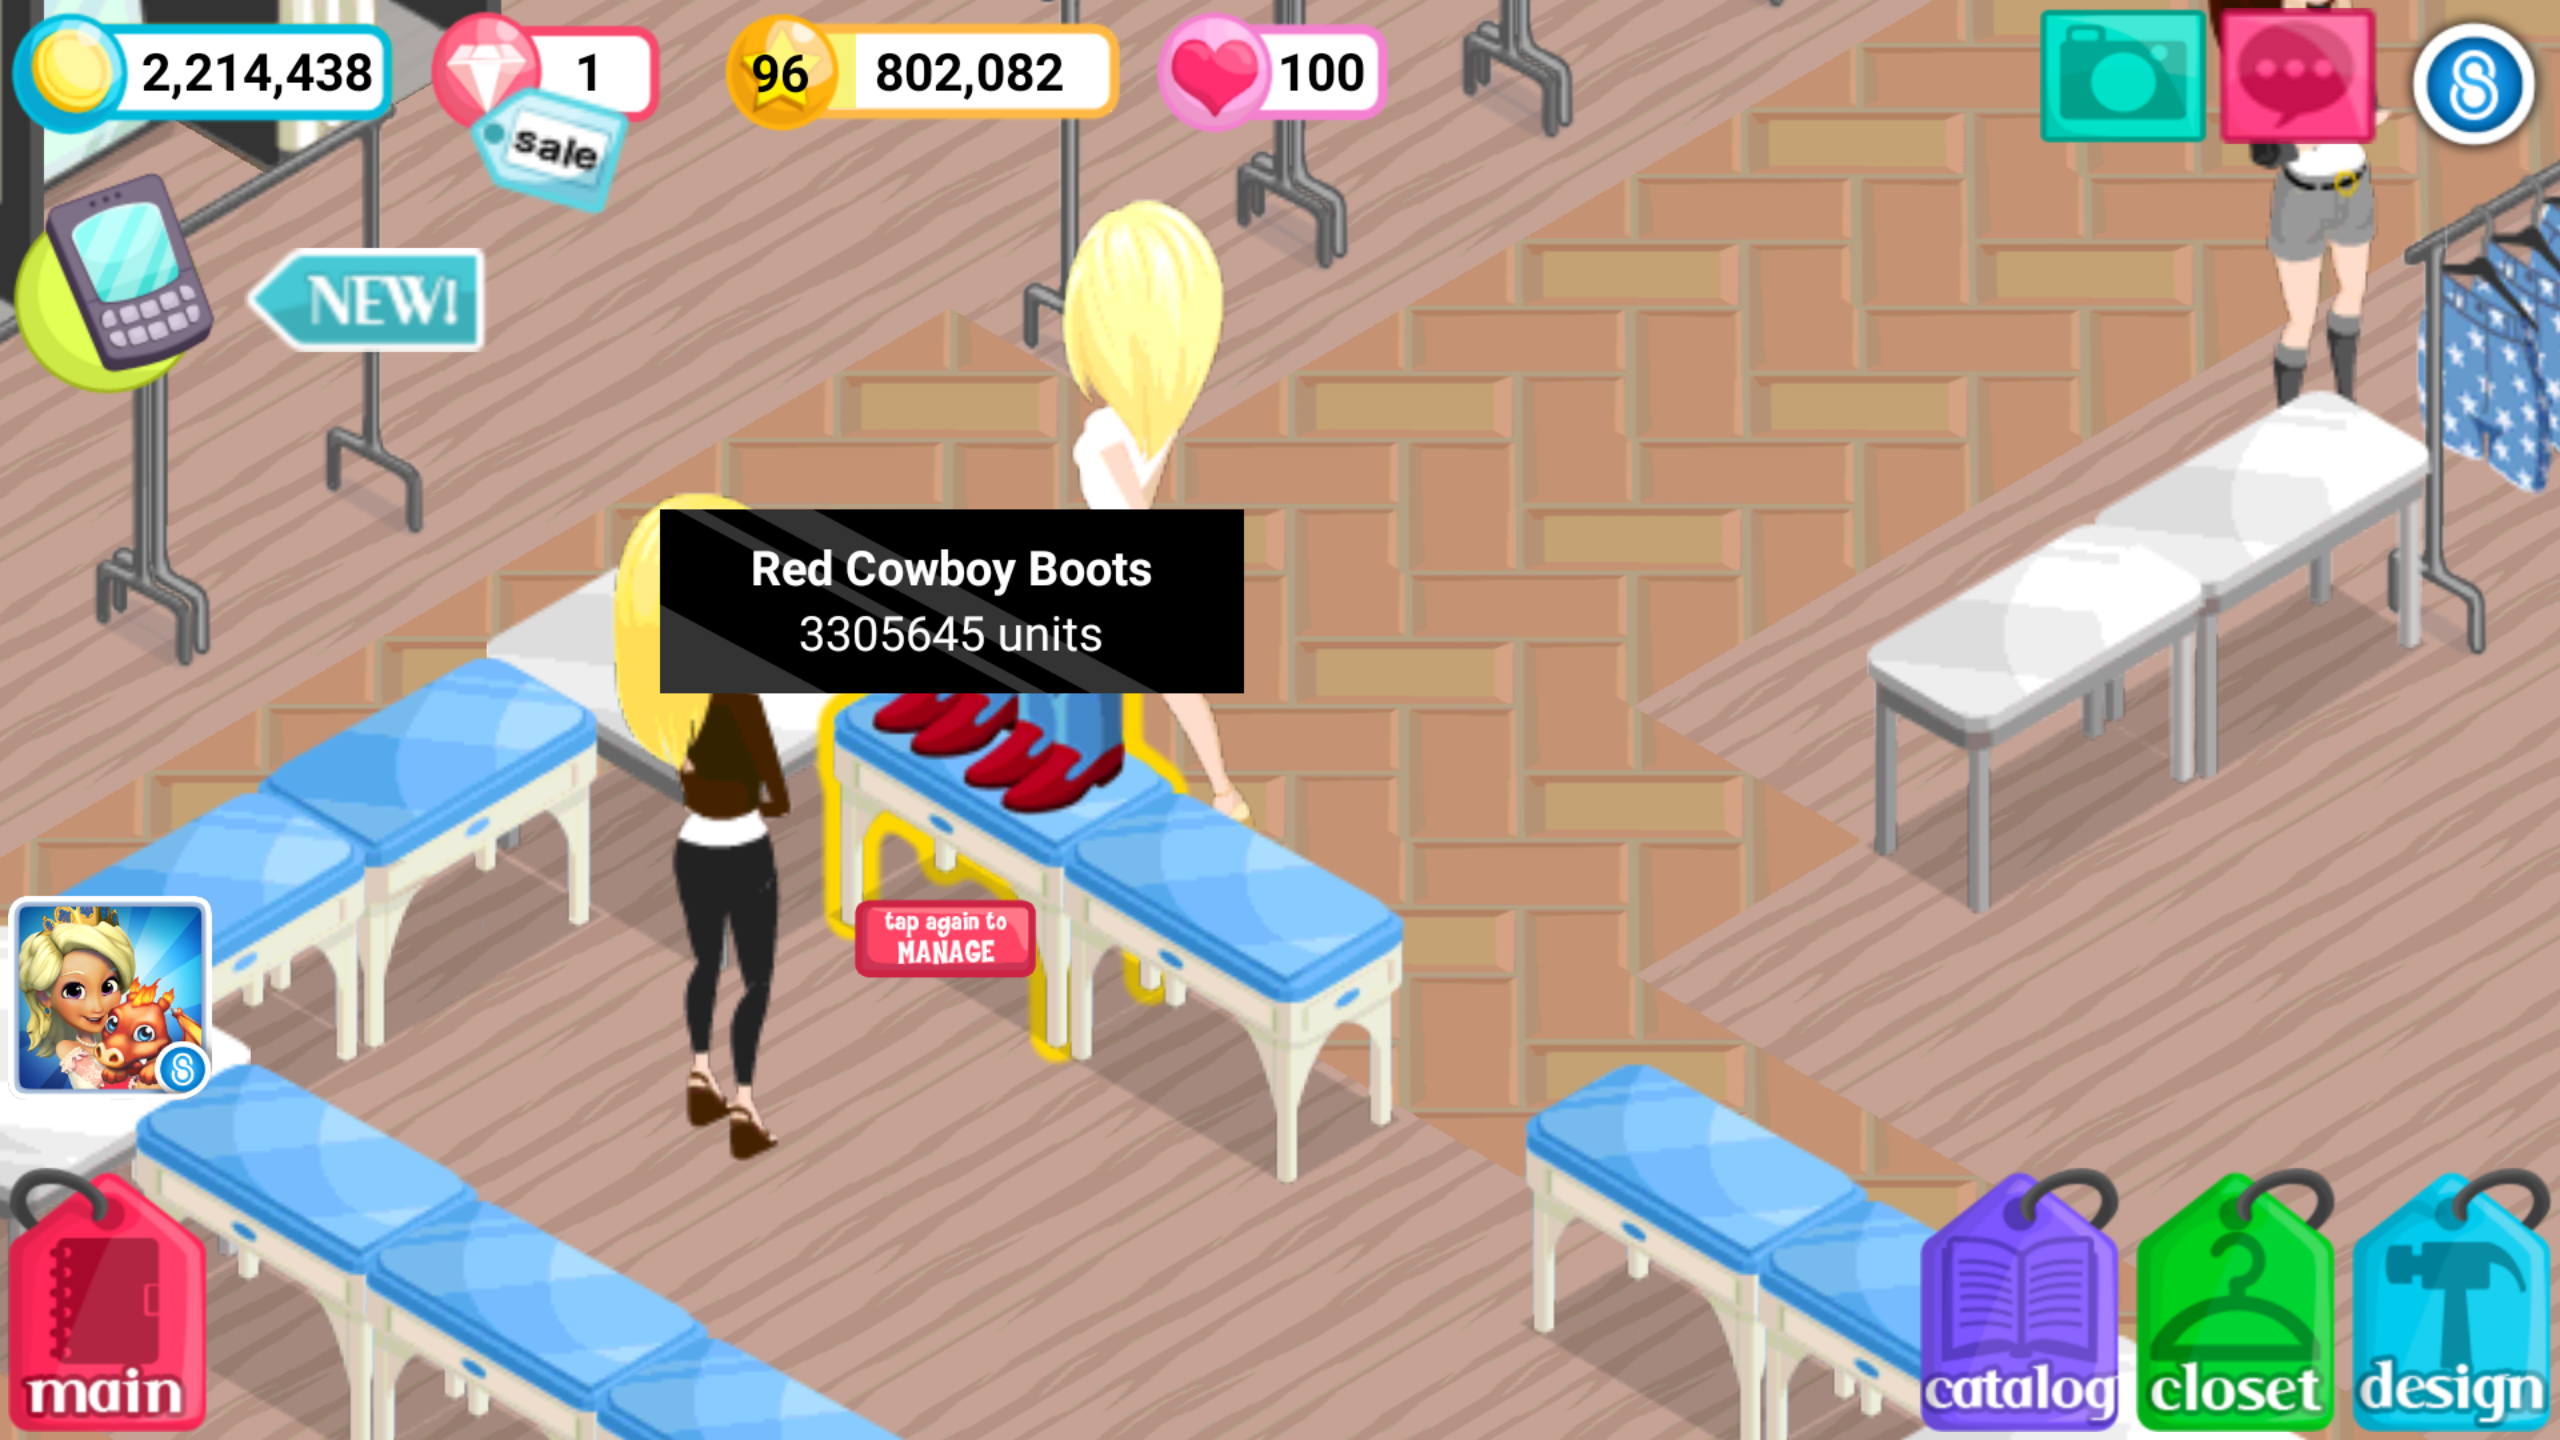 2,214,438
1
96
802,082
100
sale
NEW!
Red Cowboy Boots
3305645 units
tap again to
MANAGE
main
catalog
closet
design